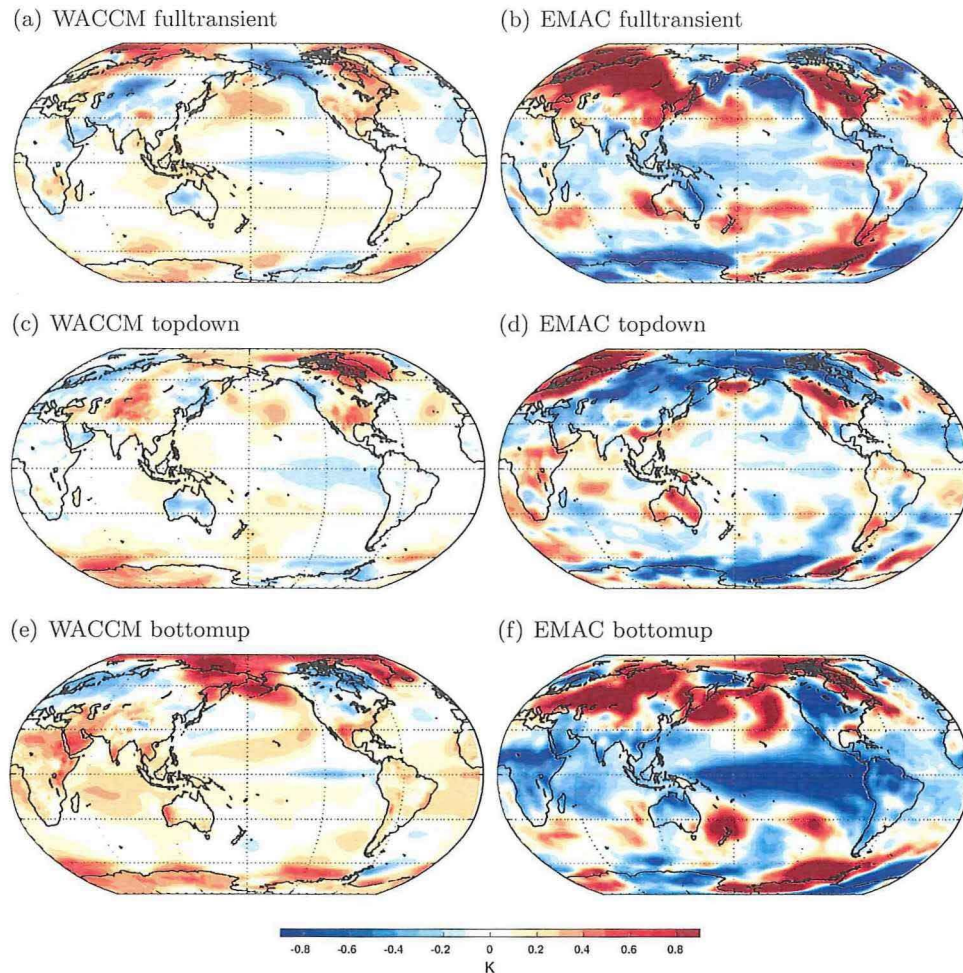 (a) WACCM fulltransient
(b) EMAC fulltransient
(c) WACCM topdown
(d) EMAC topdown
(e) WACCM bottomup
(f) EMAC bottomup
-0.8 -0.6 -0.4 -0.2 0 0.2 0.4 0.6 0.8
K